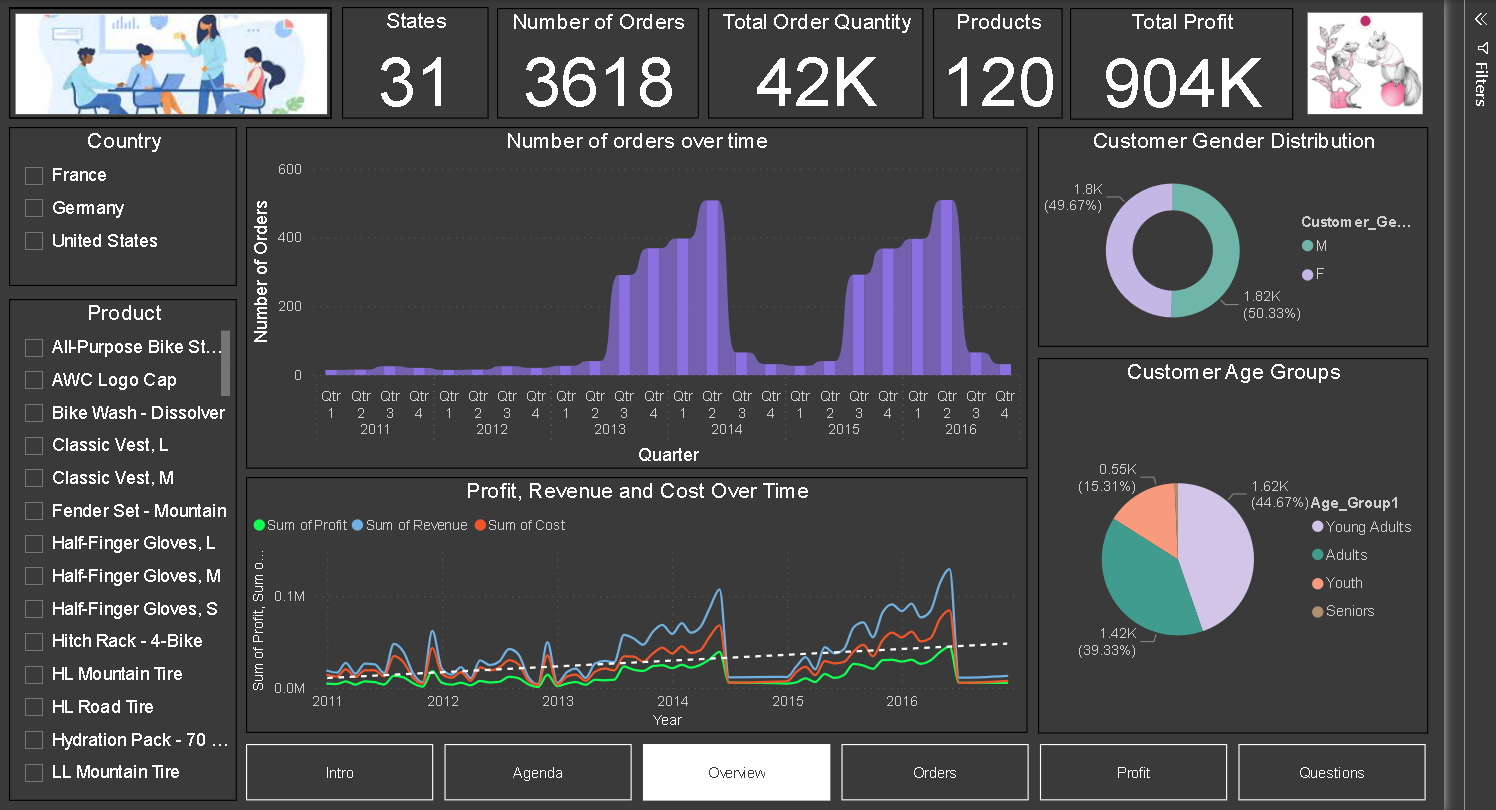 States
31
Number of Orders
3618
Total Order Quantity
42K
Products
120
Total Profit
904K
Filters
Country
France
Germany
United States
Product
All-Purpose Bike St...
AWC Logo Cap
Bike Wash - Dissolver
Classic Vest, L
Classic Vest, M
Fender Set - Mountain
Half-Finger Gloves, L
Half-Finger Gloves, M
Half-Finger Gloves, S
Hitch Rack - 4-Bike
HL Mountain Tire
HL Road Tire
Hydration Pack - 70 ...
LL Mountain Tire
Number of orders over time
Number of Orders
600
400
200
0
Qtr Qtr Qtr Qtr Qtr Qtr Qtr Qtr Qtr Qtr Qtr Qtr Qtr Qtr Qtr Qtr Qtr Qtr Qtr Qtr Qtr Qtr Qtr Qtr
1 2 3 4 1 2 3 4 1 2 3 4 1 2 3 4 1 2 3 4 1 2 3 4
2011 2012 2013 2014 2015 2016
Quarter
Profit, Revenue and Cost Over Time
Sum of Profit Sum of Revenue Sum of Cost
Sum of Profit, Sum o...
0.1M
0.0M
2011 2012 2013 2014 2015 2016
Year
Customer Gender Distribution
1.8K
(49.67%)
Customer_Ge...
M
F
1.82K
(50.33%)
Customer Age Groups
0.55K
(15.31%)
1.62K
(44.67%)
Age_Group1
Young Adults
Adults
Youth
Seniors
1.42K
(39.33%)
Intro
Agenda
Overview
Orders
Profit
Questions